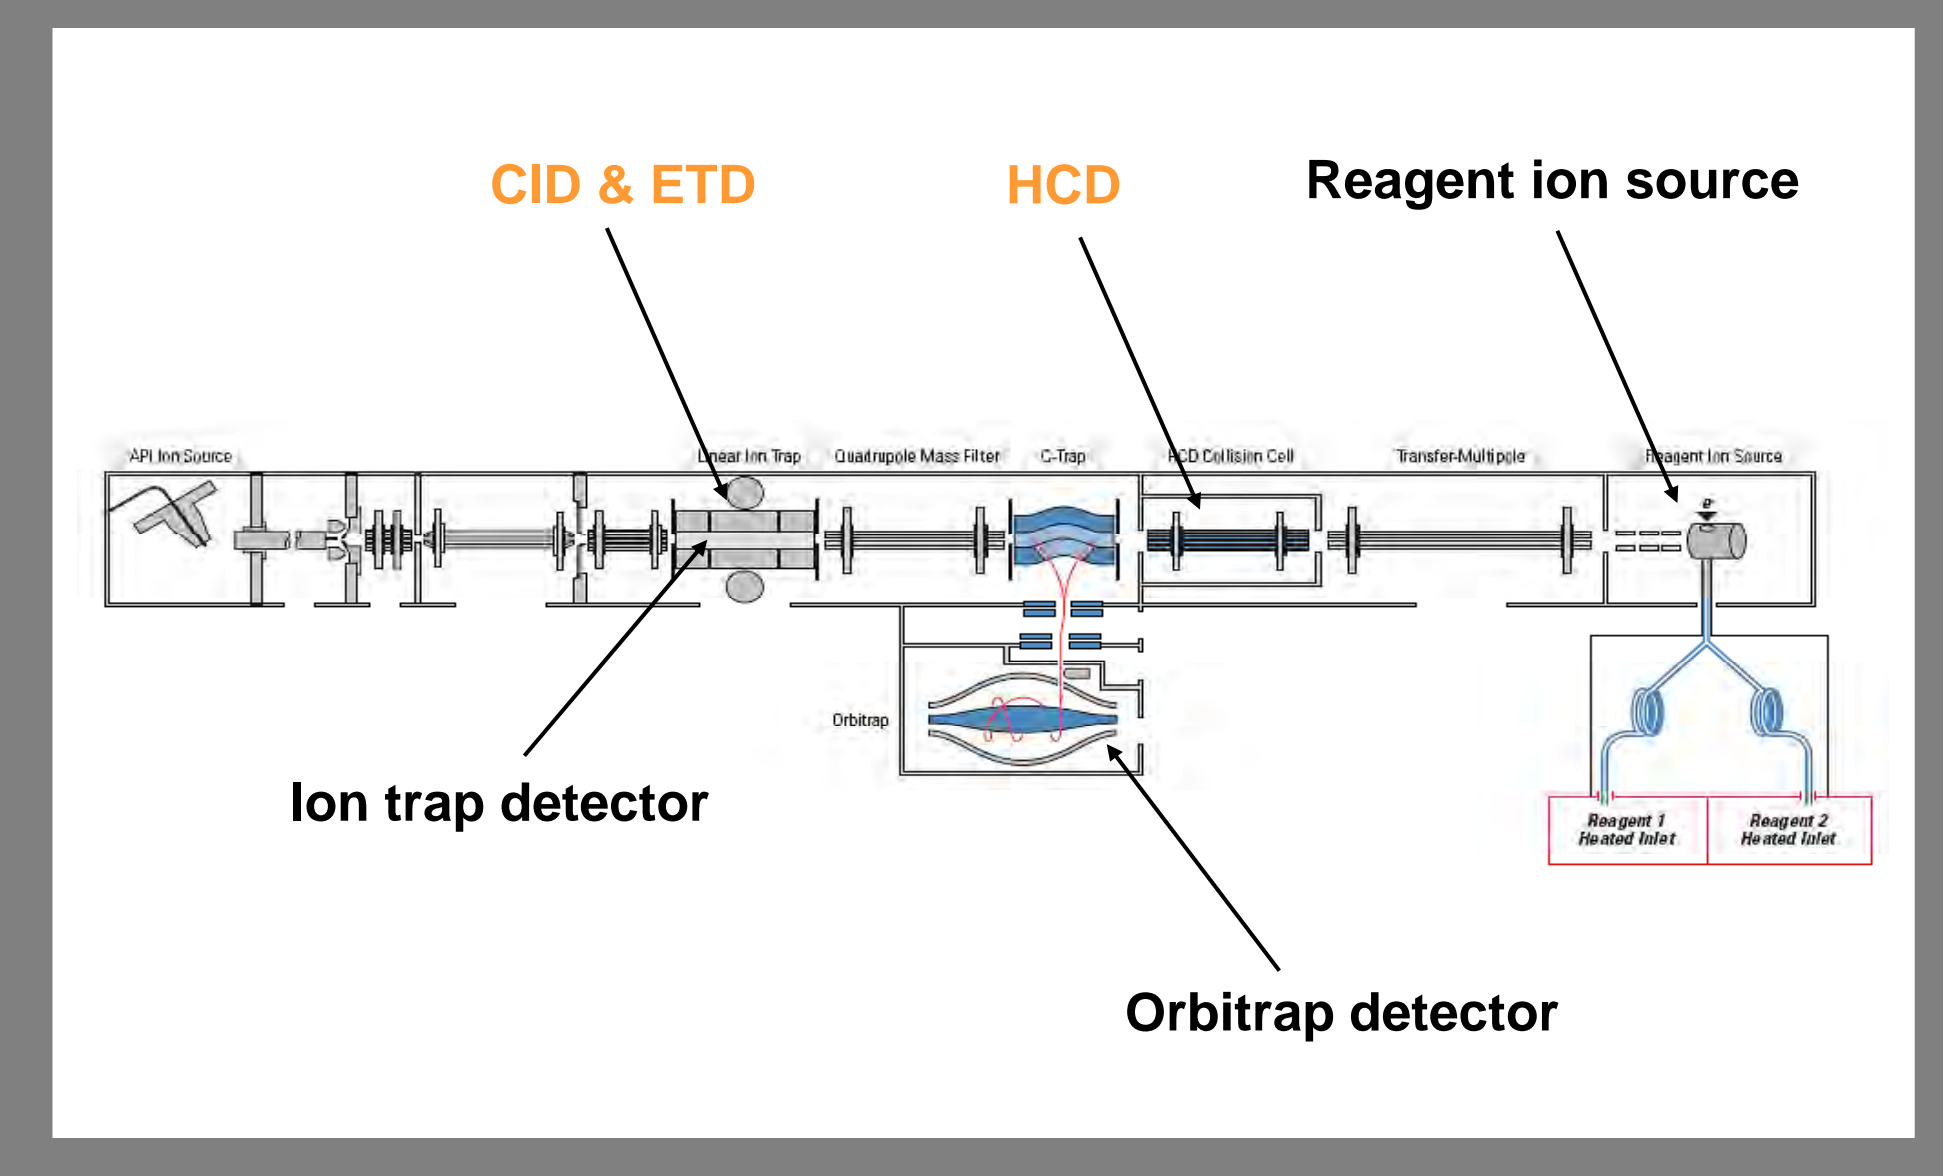 CID & ETD
HCD
Reagent ion source
API Ion Source
Linear Ion Trap
Quadrupole Mass Filter
C-Trap
HCD Collision Cell
Transfer-Multipole
Reagent Ion Source
e-
Orbitrap
Ion trap detector
Reagent 1
Heated Inlet
Reagent 2
Heated Inlet
Orbitrap detector